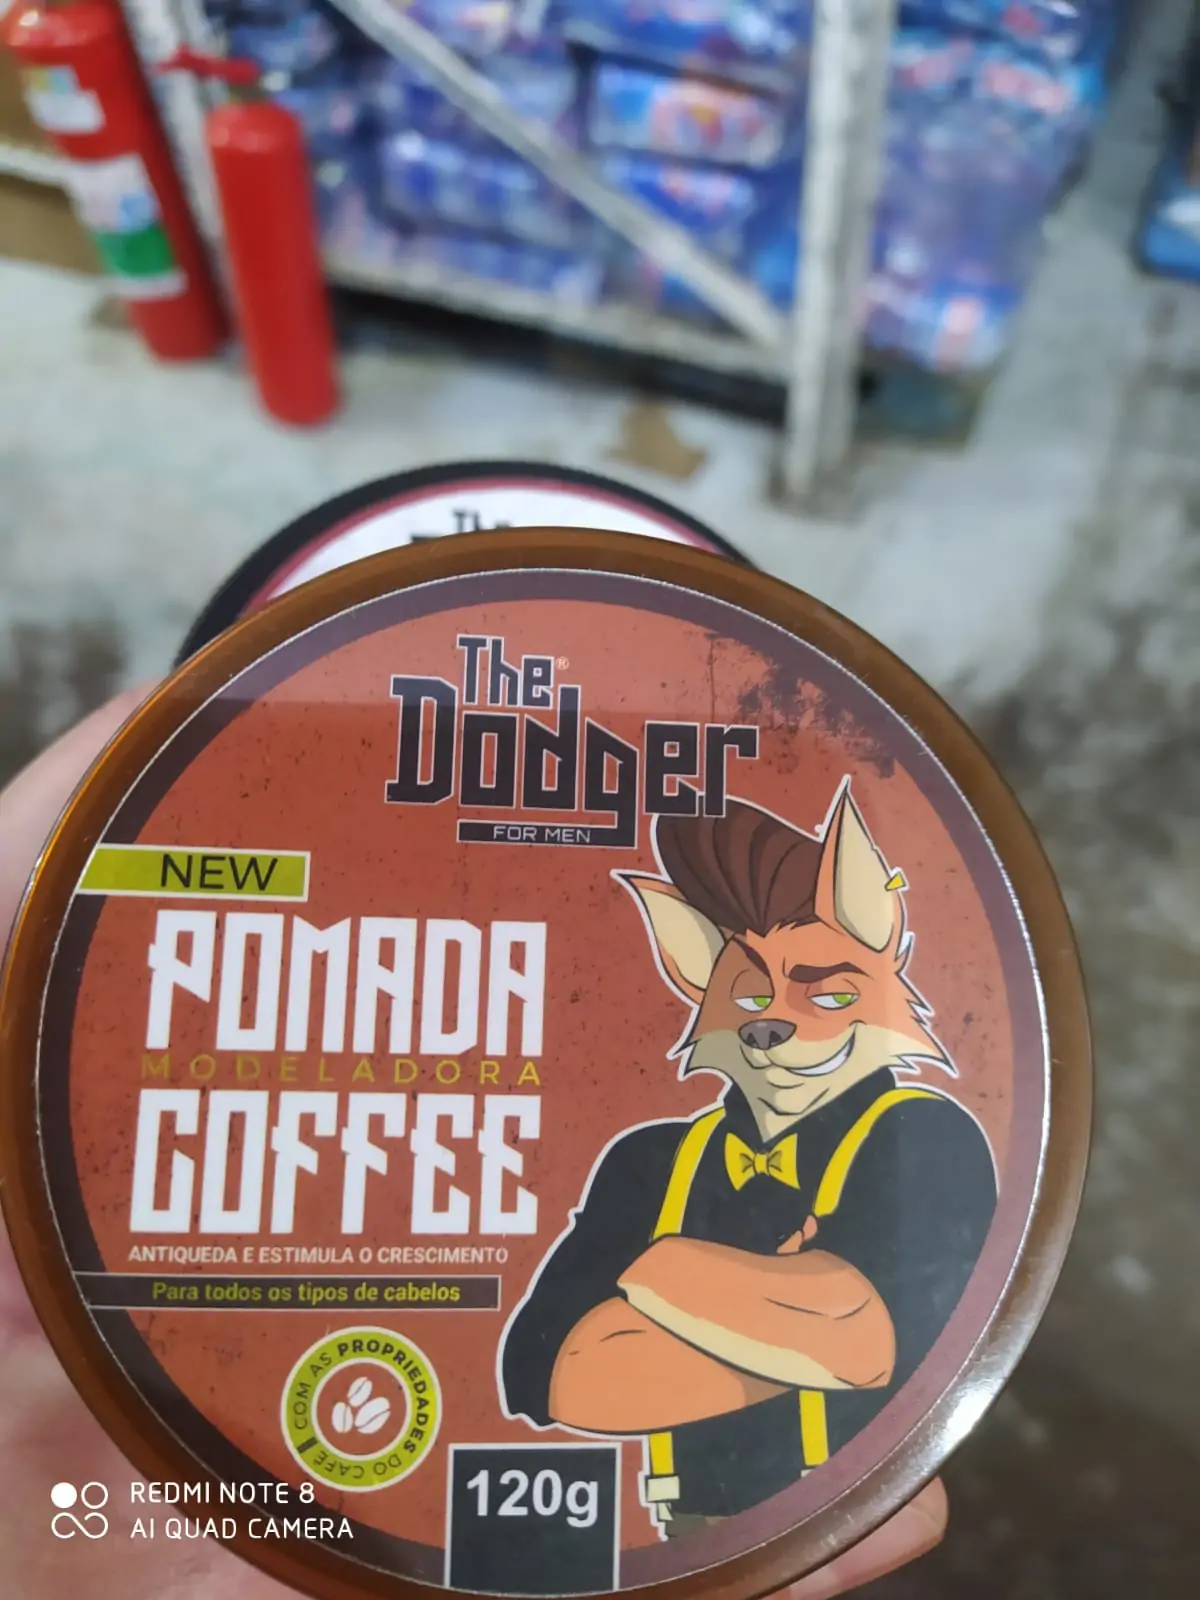 The
The®
Dodger
FOR MEN
NEW
POMADA
MODELADORA
COFFEE
ANTIQUEDA E ESTIMULA O CRESCIMENTO
Para todos os tipos de cabelos
COM AS PROPRIEDADES DO CAFÉ
120g
REDMI NOTE 8
AI QUAD CAMERA